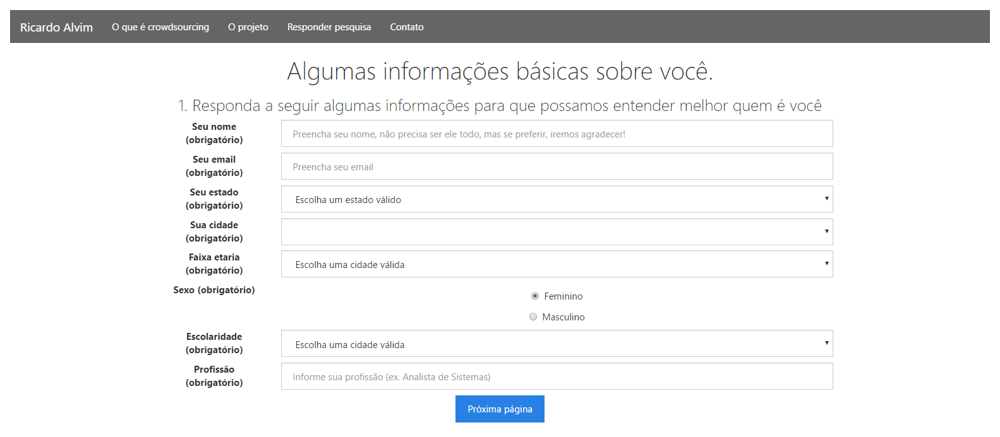 Ricardo Alvim O que é crowdsourcing O projeto Responder pesquisa Contato
Algumas informações básicas sobre você.
1. Responda a seguir algumas informações para que possamos entender melhor quem é você
Seu nome
(obrigatório)
Preencha seu nome, não precisa ser ele todo, mas se preferir, iremos agradecer!
Seu email
(obrigatório)
Preencha seu email
Seu estado
(obrigatório)
Escolha um estado válido
Sua cidade
(obrigatório)
Faixa etaria
(obrigatório)
Escolha uma cidade válida
Sexo (obrigatório)
Feminino
Masculino
Escolaridade
(obrigatório)
Escolha uma cidade válida
Profissão
(obrigatório)
Informe sua profissão (ex. Analista de Sistemas)
Próxima página